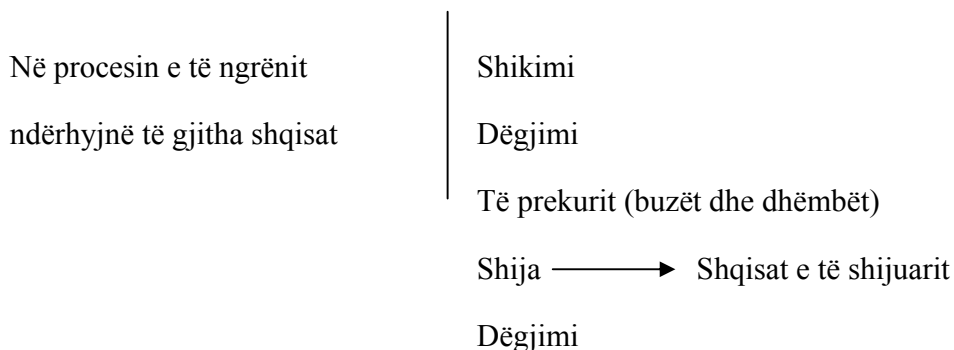 Në procesin e të ngrënit
ndërhyjnë të gjitha shqisat
Shikimi
Dëgjimi
Të prekurit (buzët dhe dhëmbët)
Shija Shqisat e të shijuarit
Dëgjimi